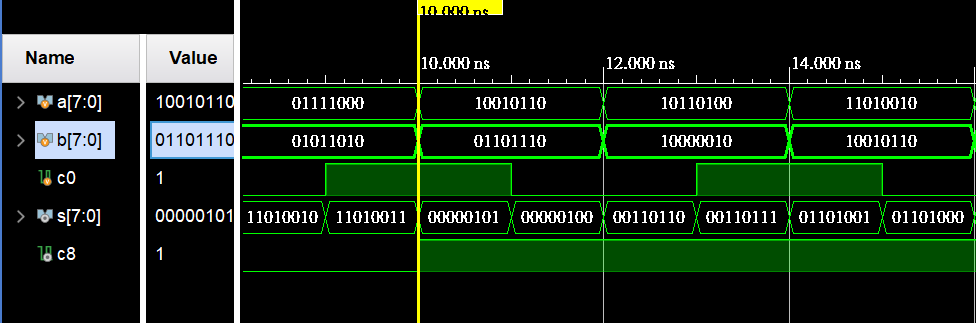 10.000 ns
Name Value
10.000 ns 12.000 ns 14.000 ns
a[7:0] 10010110 01111000 10010110 10110100 11010010
b[7:0] 01101110 01011010 01101110 10000010 10010110
c0 1
s[7:0] 00000101 11010010 11010011 00000101 00000100 00110110 00110111 01101001 01101000
c8 1